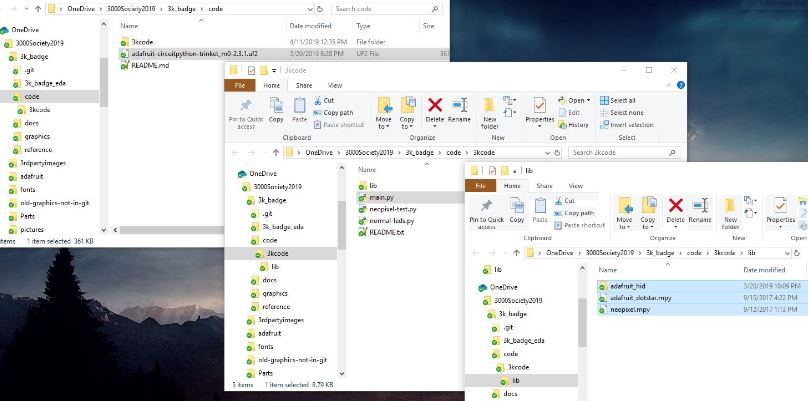 OneDrive > 3000Society2019 > 3k_badge > code
Search code
OneDrive
3000Society2019
3k_badge
.git
3k_badge_eda
code
3kcode
docs
graphics
reference
3rdpartyimages
adafruit
fonts
old-graphics-not-in-git
Parts
pictures
items 1 item selected 361 KB
Name Date modified Type
3kcode 4/11/2019 12:35 PM File folder
adafruit-circuitpython-trinket_m0-2.3.1.uf2 3/20/2019 8:28 PM UF2 File 361
README.md
3kcode
File Home Share View
Pin to Quick access
Copy
Paste
Cut
Copy path
Paste shortcut
Clipboard
Move to
Copy to
Delete
Rename
Organize
New folder
New
Properties
Open
Edit
History
Open
Select all
Select none
Select
OneDrive > 3000Society2019 > 3k_badge > code > 3kcode
Search 3kcode
OneDrive
3000Society2019
3k_badge
.git
3k_badge_eda
code
3kcode
lib
docs
graphics
reference
3rdpartyimages
adafruit
fonts
old-graphics-not-in-git
Parts
Name
lib
main.py
neopixel-test.py
normal-leds.py
README.txt
5 items 1 item selected 8.79 KB
lib
File Home Share View
Pin to Quick access
Copy
Paste
Cut
Copy path
Paste shortcut
Clipboard
Move to
Copy to
Delete
Rename
Organize
New folder
New
Properties
OneDrive > 3000Society2019 > 3k_badge > code > 3kcode > lib
lib
OneDrive
3000Society2019
3k_badge
.git
3k_badge_eda
code
3kcode
lib
docs
Name Date modified
adafruit_hid 3/20/2019 10:09 PM
adafruit_dotstar.mpy 9/15/2017 4:22 PM
neopixel.mpy 9/12/2017 1:13 PM